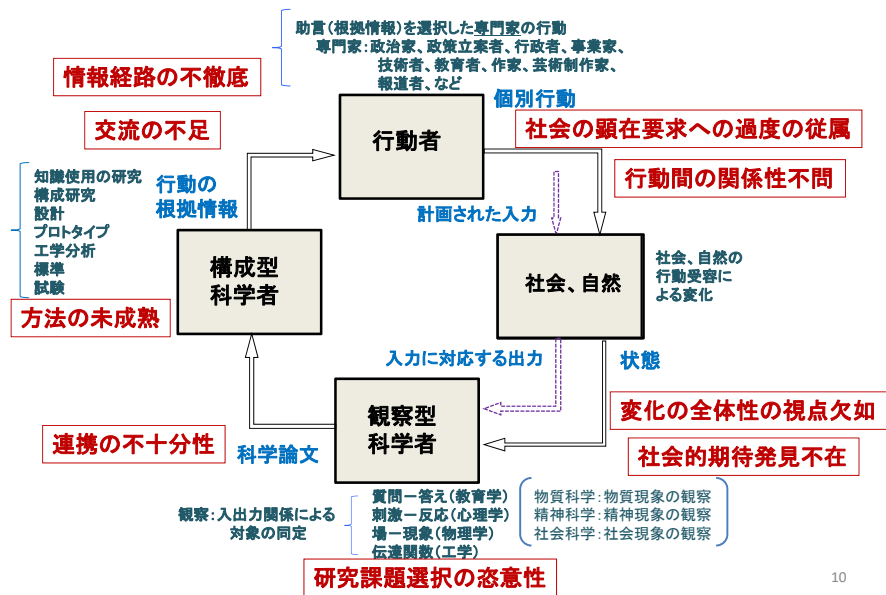 助言(根拠情報)を選択した専門家の行動
専門家:政治家、政策立案者、行政者、事業家、
技術者、教育者、作家、芸術制作家、
報道者、など
情報経路の不徹底
個別行動
交流の不足
行動者
社会の顕在要求への過度の従属
行動間の関係性不問
知識使用の研究
構成研究
設計
プロトタイプ
工学分析
標準
試験
行動の
根拠情報
計画された入力
構成型
科学者
社会、自然
社会、自然の
行動受容に
よる変化
方法の未成熟
入力に対応する出力
状態
観察型
科学者
変化の全体性の視点欠如
連携の不十分性
科学論文
社会的期待発見不在
観察:入出力関係による
対象の同定
質問ー答え(教育学)
刺激ー反応(心理学)
場ー現象(物理学)
伝達関数(工学)
物質科学:物質現象の観察
精神科学:精神現象の観察
社会科学:社会現象の観察
研究課題選択の恣意性
10